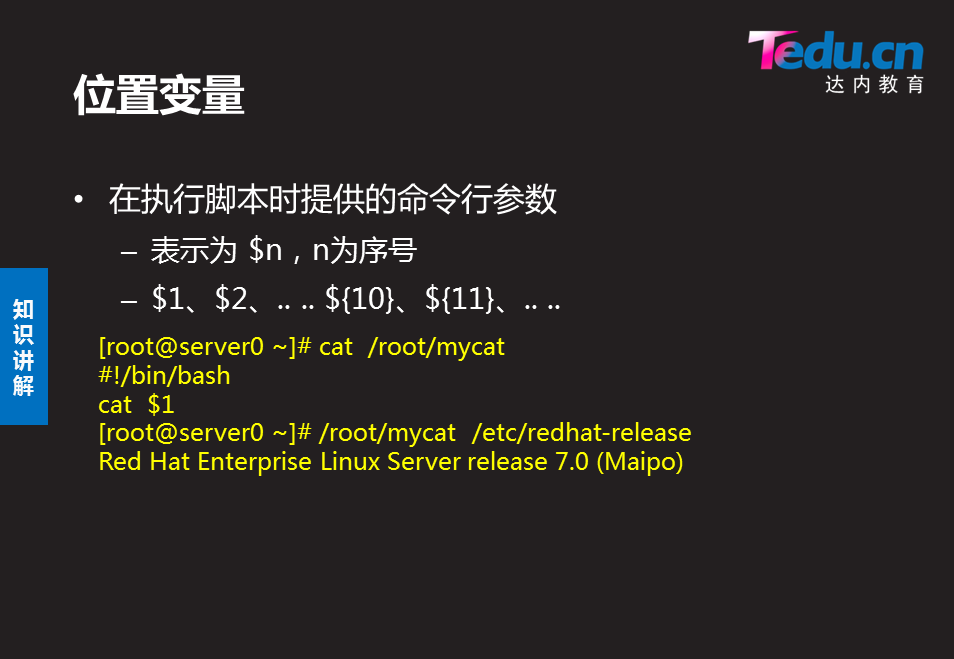 Tedu.cn
达内教育
位置变量
• 在执行脚本时提供的命令行参数
– 表示为 $n，n为序号
– $1、$2、.. .. ${10}、${11}、.. ..
知
识
讲
解
[root@server0 ~]# cat  /root/mycat
#!/bin/bash
cat  $1
[root@server0 ~]# /root/mycat  /etc/redhat-release
Red Hat Enterprise Linux Server release 7.0 (Maipo)